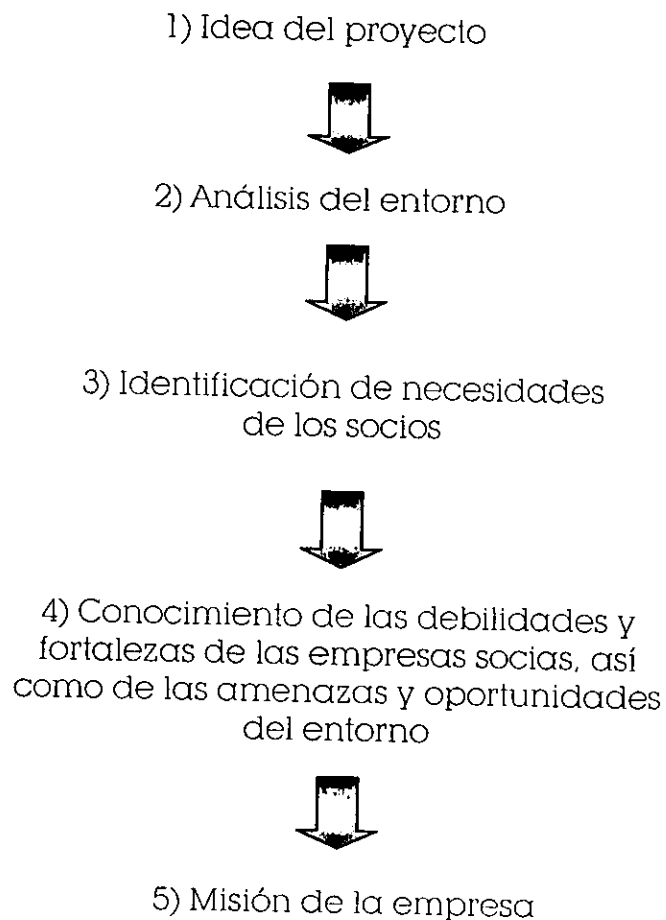 1) Idea del proyecto
2) Análisis del entorno
3) Identificación de necesidades
de los socios
4) Conocimiento de las debilidades y
fortalezas de las empresas socias, así
como de las amenazas y oportunidades
del entorno
5) Misión de la empresa